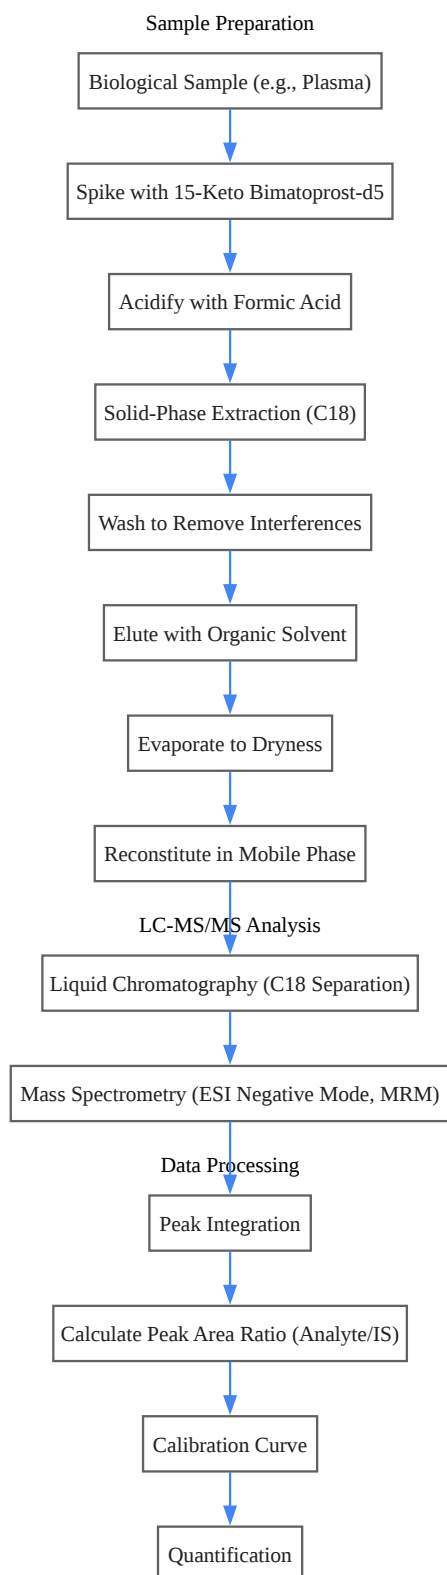 Sample Preparation
Biological Sample (e.g., Plasma)
Spike with 15-Keto Bimatoprost-d5
Acidify with Formic Acid
Solid-Phase Extraction (C18)
Wash to Remove Interferences
Elute with Organic Solvent
Evaporate to Dryness
Reconstitute in Mobile Phase
LC-MS/MS Analysis
Liquid Chromatography (C18 Separation)
Mass Spectrometry (ESI Negative Mode, MRM)
Data Processing
Peak Integration
Calculate Peak Area Ratio (Analyte/IS)
Calibration Curve
Quantification